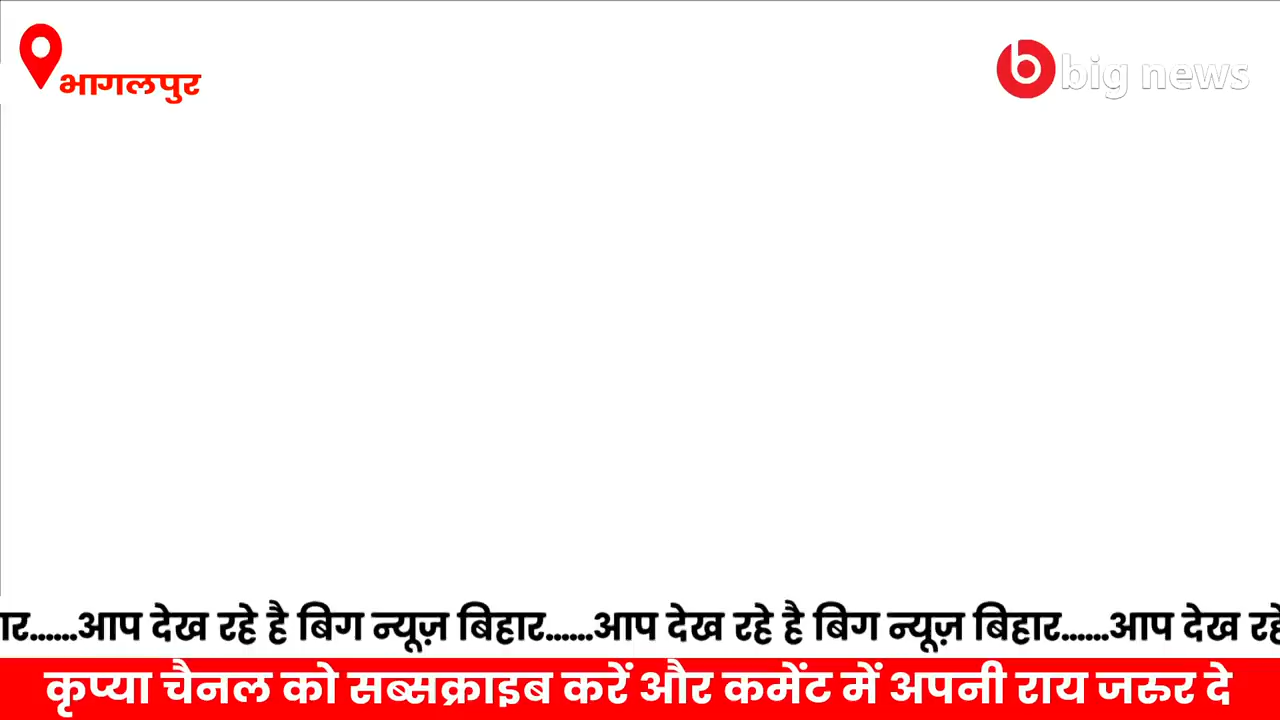 भागलपुर
big news
ार......आप देख रहे है बिग न्यूज़ बिहार......आप देख रहे है बिग न्यूज़ बिहार......आप देख रहे
कृप्या चैनल को सब्सक्राइब करें और कमेंट में अपनी राय जरुर दे